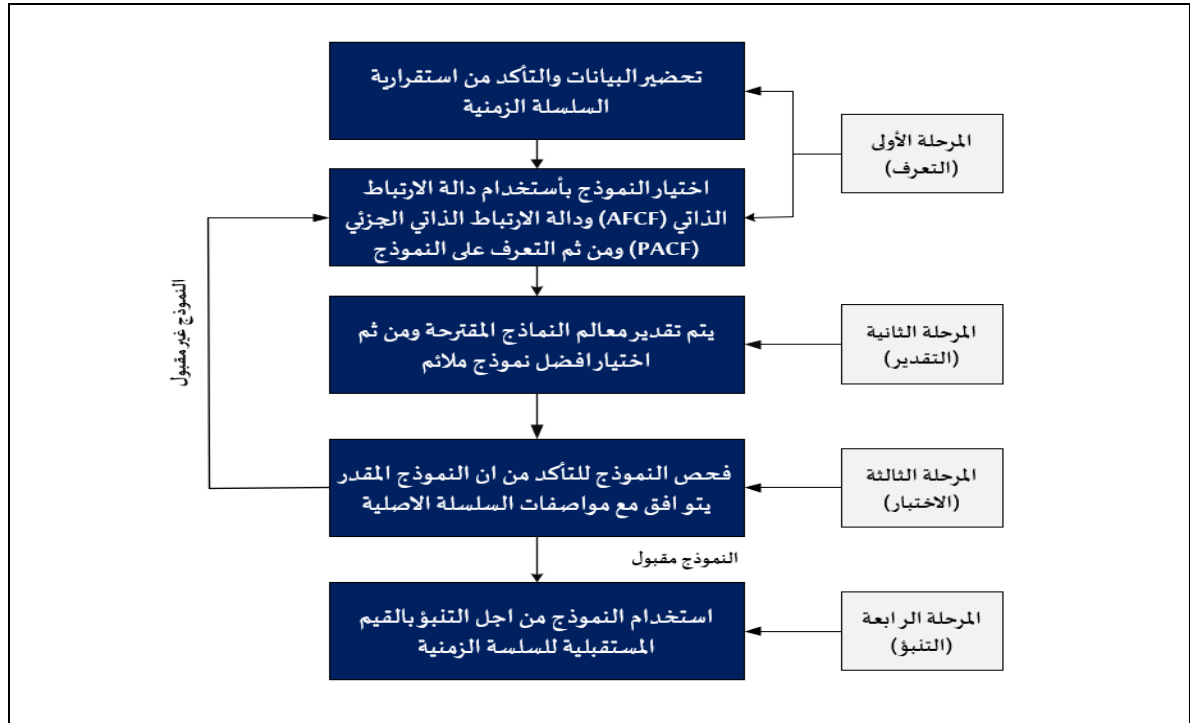 تحضير البيانات والتأكد من استقرارية
السلسلة الزمنية
المرحلة الأولى
(التعرف)
اختيار النموذج بأستخدام دالة الارتباط
الذاتي (AFCF) ودالة الارتباط الذاتي الجزئي
(PACF) ومن ثم التعرف على النموذج
النموذج غير مقبول
يتم تقدير معالم النماذج المقترحة ومن ثم
اختيار افضل نموذج ملائم
المرحلة الثانية
(التقدير)
فحص النموذج للتأكد من ان النموذج المقدر
يتوافق مع مواصفات السلسلة الاصلية
المرحلة الثالثة
(الاختبار)
النموذج مقبول
استخدام النموذج من اجل التنبؤ بالقيم
المستقبلية للسلسة الزمنية
المرحلة الرابعة
(التنبؤ)